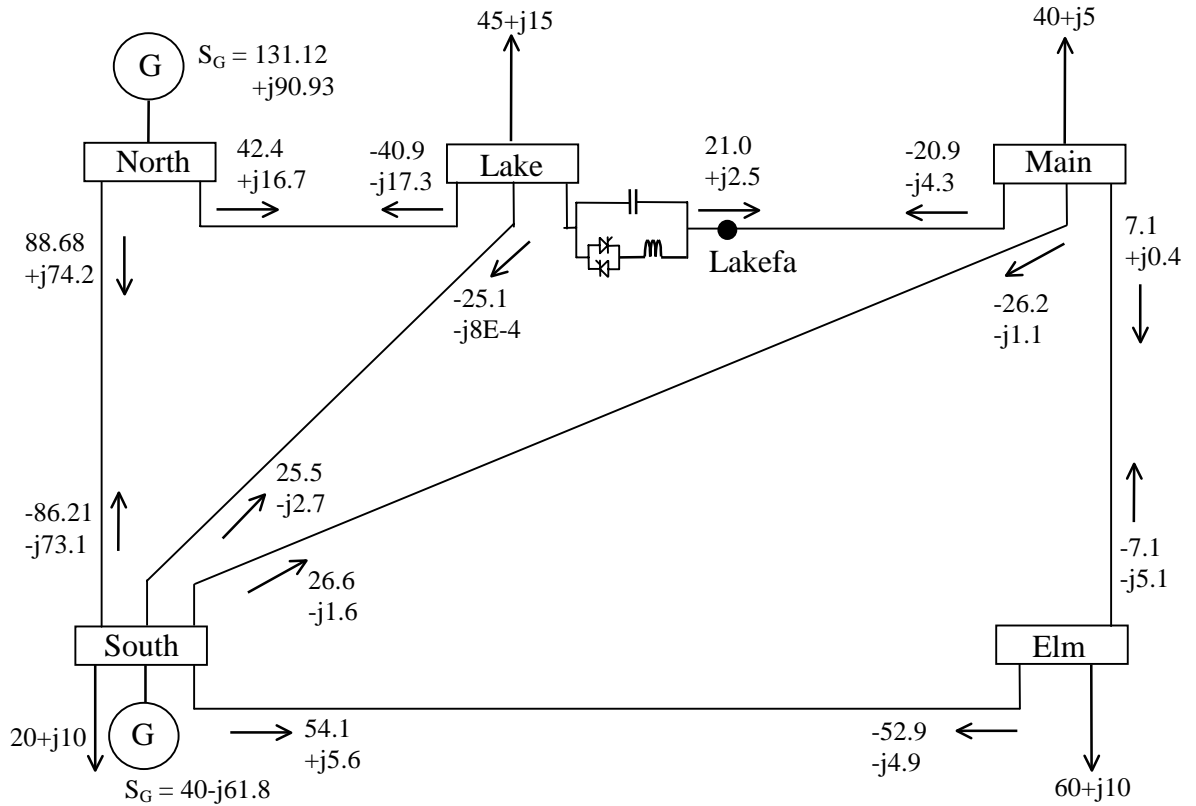 45+j15
40+j5
G
S_G = 131.12
+j90.93
North
42.4
+j16.7
-40.9
-j17.3
Lake
21.0
+j2.5
-20.9
-j4.3
Main
88.68
+j74.2
Lakefa
7.1
+j0.4
-25.1
-j8E-4
-26.2
-j1.1
25.5
-j2.7
-86.21
-j73.1
26.6
-j1.6
-7.1
-j5.1
South
Elm
20+j10
G
54.1
+j5.6
-52.9
-j4.9
S_G = 40-j61.8
60+j10